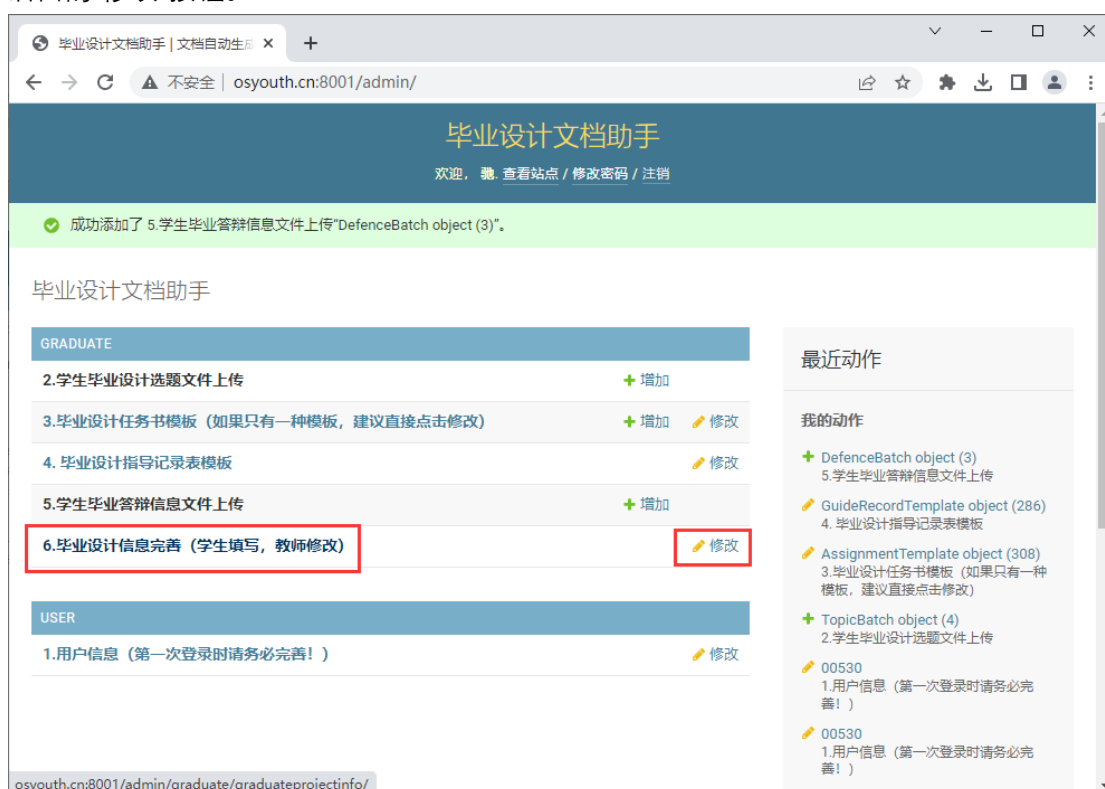 毕业设计文档助手 | 文档自动生成
不安全 | osyouth.cn:8001/admin/
毕业设计文档助手
欢迎， 驰. 查看站点 / 修改密码 / 注销
成功添加了 5.学生毕业答辩信息文件上传“DefenceBatch object (3)”。
毕业设计文档助手
GRADUATE
2.学生毕业设计选题文件上传 增加
3.毕业设计任务书模板（如果只有一种模板，建议直接点击修改） 增加 修改
4. 毕业设计指导记录表模板 修改
5.学生毕业答辩信息文件上传 增加
6.毕业设计信息完善（学生填写，教师修改） 修改
USER
1.用户信息（第一次登录时请务必完善！） 修改
最近动作
我的动作
DefenceBatch object (3)
5.学生毕业答辩信息文件上传
GuideRecordTemplate object (286)
4. 毕业设计指导记录表模板
AssignmentTemplate object (308)
3.毕业设计任务书模板（如果只有一种
模板，建议直接点击修改）
TopicBatch object (4)
2.学生毕业设计选题文件上传
00530
1.用户信息（第一次登录时请务必完
善！）
00530
1.用户信息（第一次登录时请务必完
善！）
osyouth.cn:8001/admin/graduate/graduateprojectinfo/